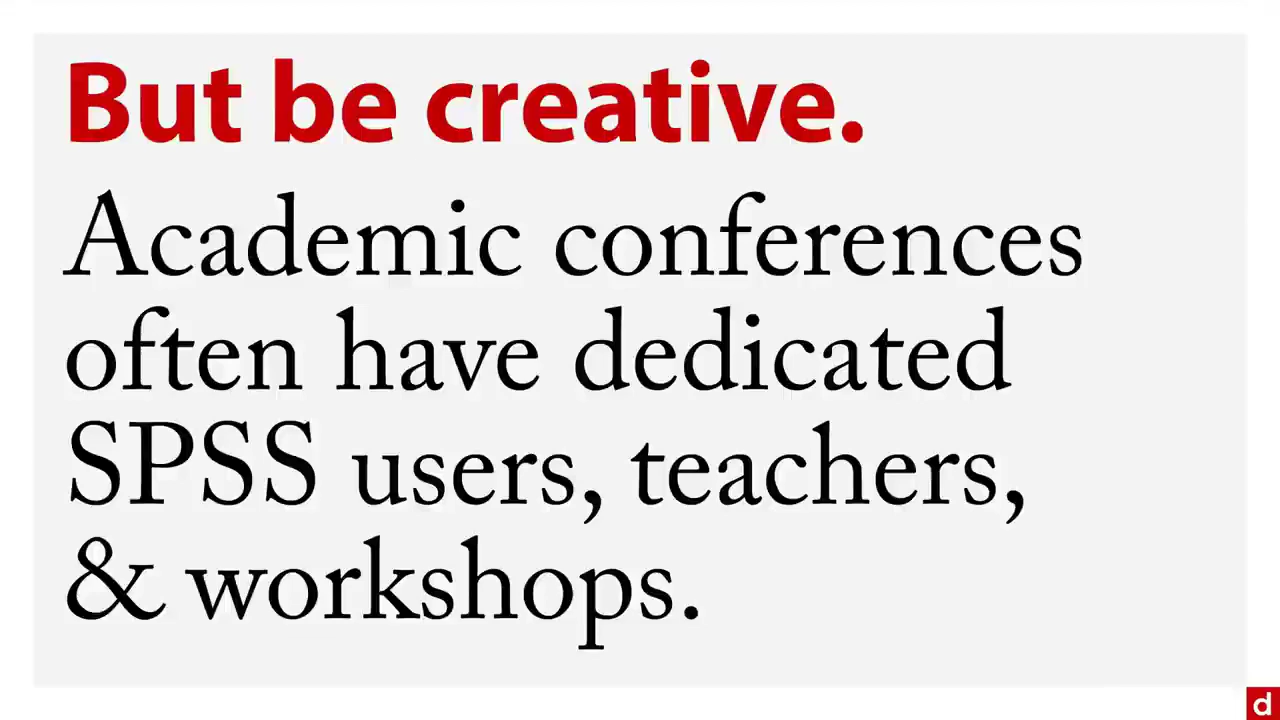 But be creative.
Academic conferences
often have dedicated
SPSS users, teachers,
& workshops.
d